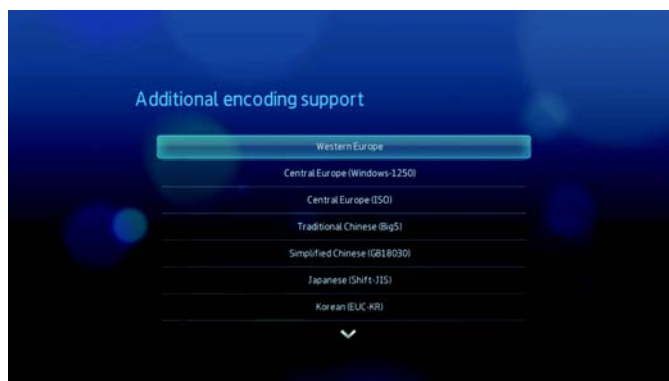 Additional encoding support
Western Europe
Central Europe (Windows-1250)
Central Europe (ISO)
Traditional Chinese (Big5)
Simplified Chinese (GB18030)
Japanese (Shift-JIS)
Korean (EUC-KR)